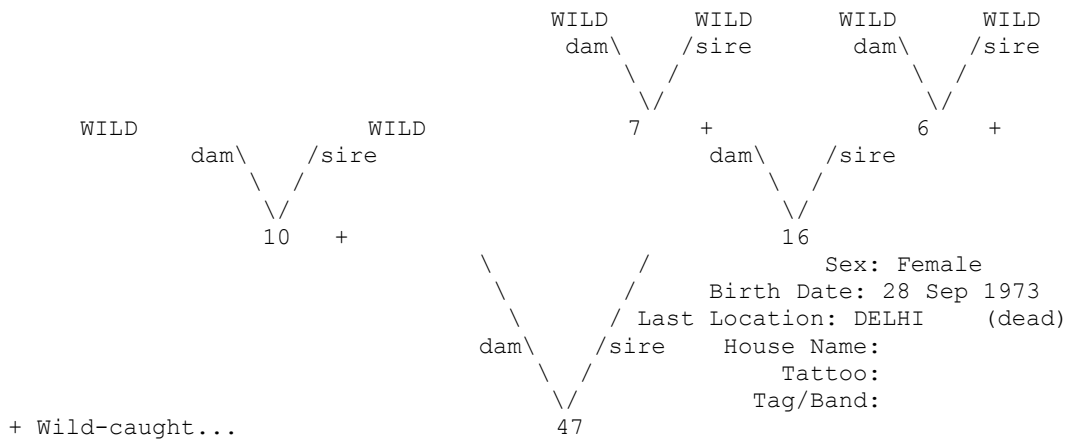 WILD WILD WILD WILD
dam\ /sire dam\ /sire
\ / \ /
\/ \/
WILD WILD 7 + 6 +
dam\ /sire dam\ /sire
\ / \ /
\/ \/
10 + 16
\ / Sex: Female
\ / Birth Date: 28 Sep 1973
\ / Last Location: DELHI (dead)
dam\ /sire House Name:
\ / Tattoo:
\/ Tag/Band:
+ Wild-caught... 47